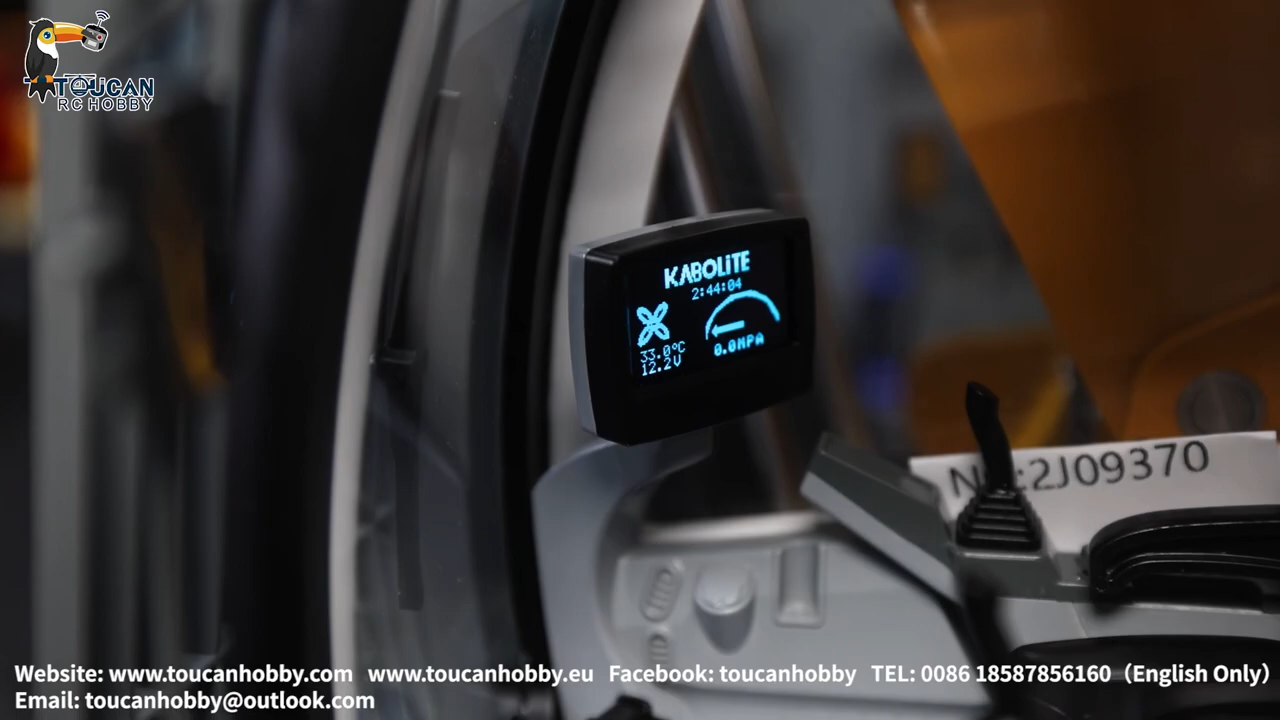 TOUCAN
RC HOBBY
KABOLITE
2:44:04
33.0°C
12.2V
0.0MPA
:2J09370
Website: www.toucanhobby.com www.toucanhobby.eu Facebook: toucanhobby TEL: 0086 18587856160（English Only)
Email: toucanhobby@outlook.com